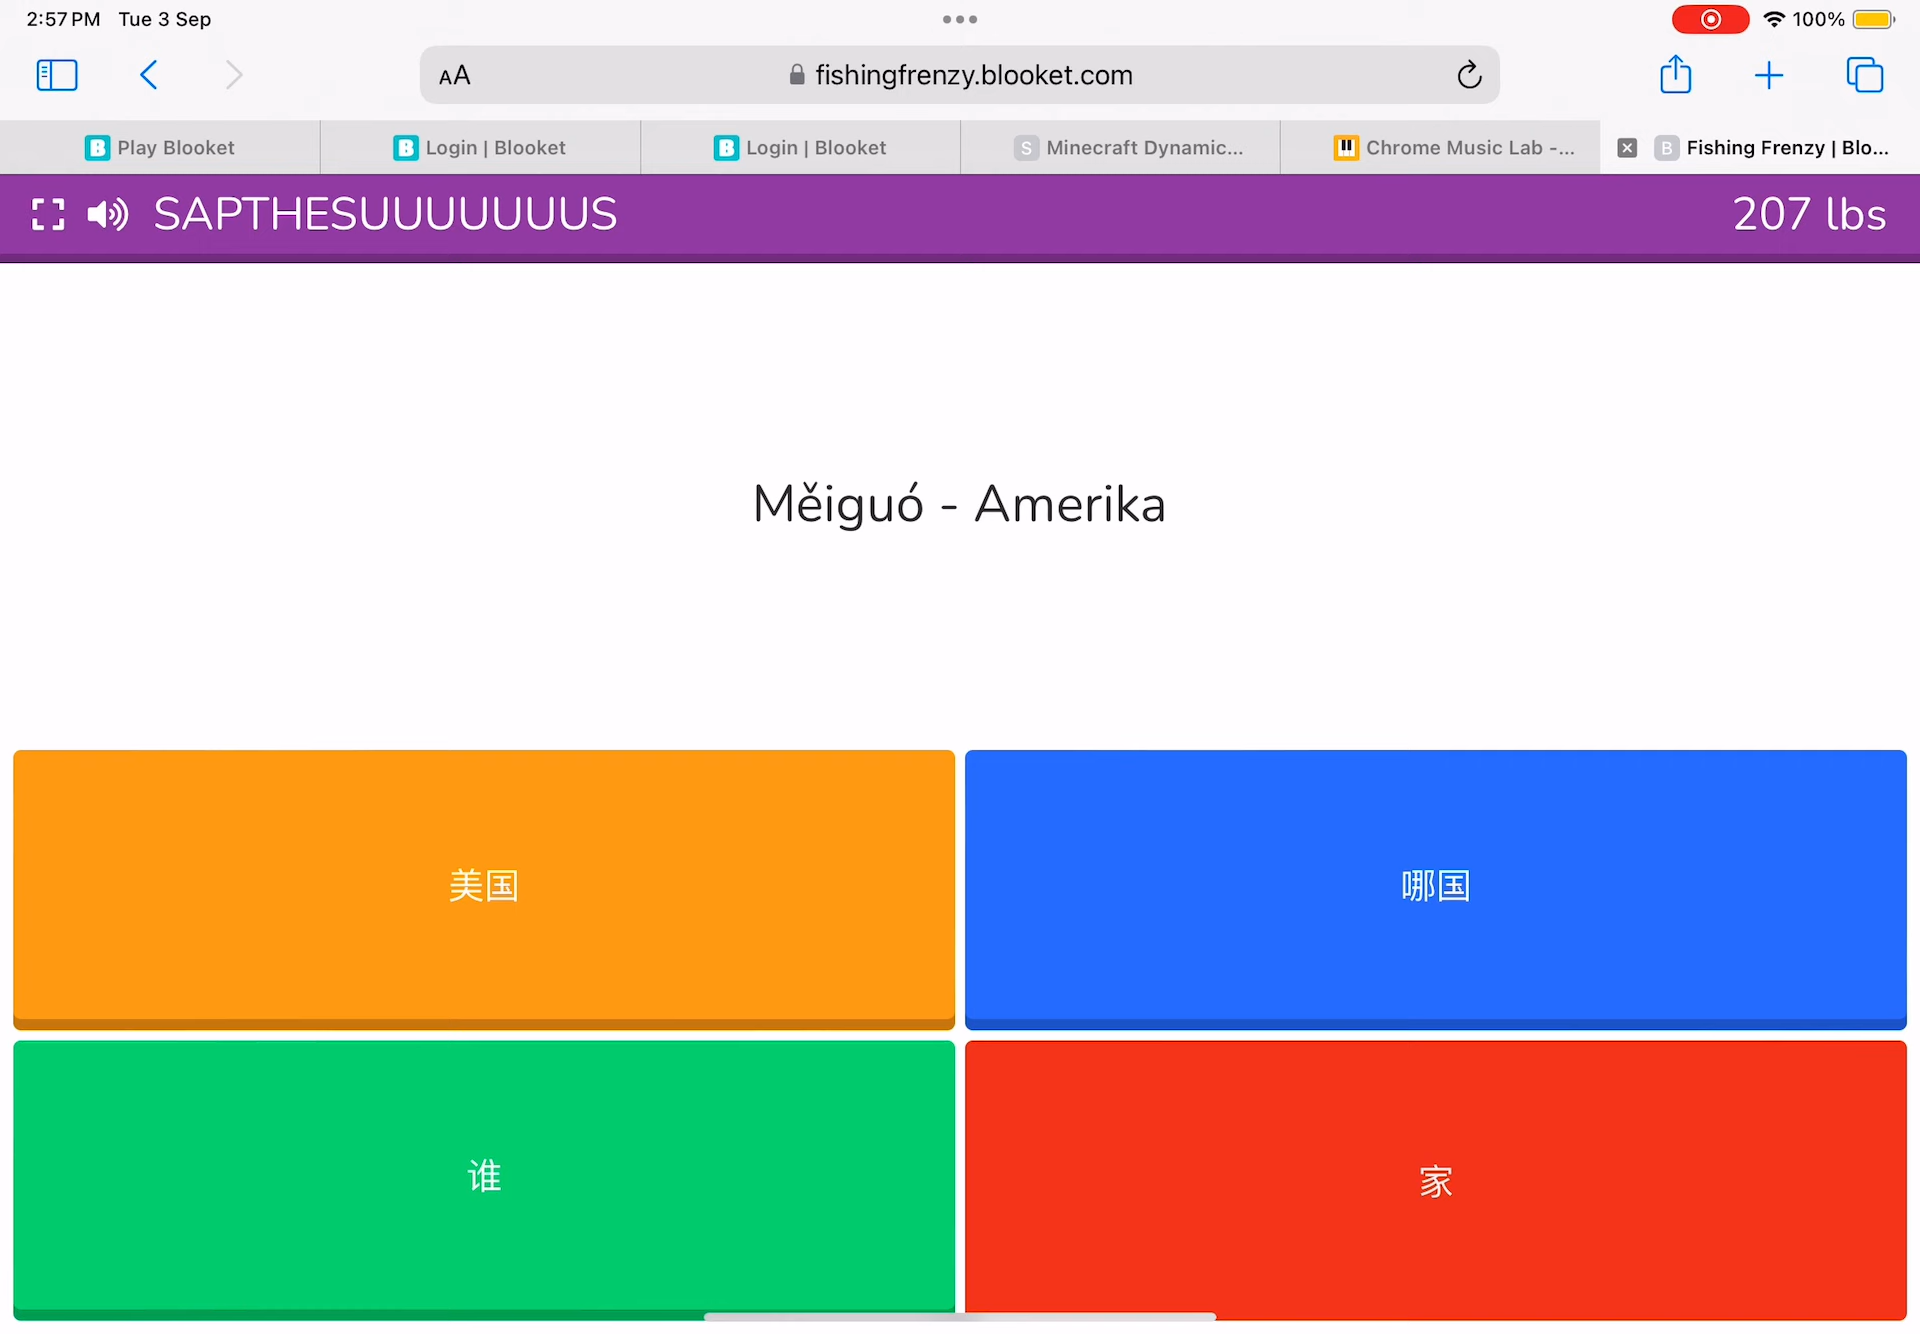 2:57 PM Tue 3 Sep
100%
AA
fishingfrenzy.blooket.com
B Play Blooket
B Login | Blooket
B Login | Blooket
S Minecraft Dynamic...
Chrome Music Lab -...
B Fishing Frenzy | Blo...
SAPTHESUUUUUUUS
207 lbs
Měiguó - Amerika
美国
哪国
谁
家